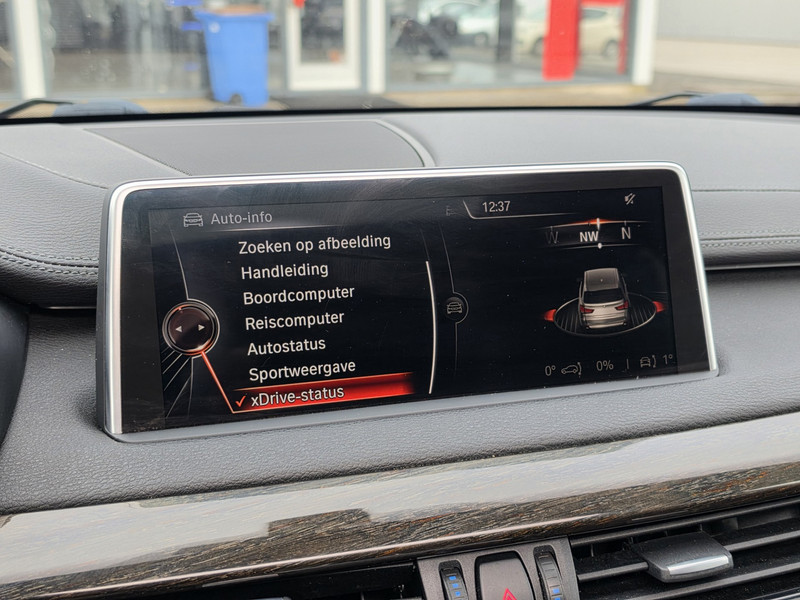 Auto-info
12:37
Zoeken op afbeelding
Handleiding
Boordcomputer
Reiscomputer
Autostatus
Sportweergave
✓ xDrive-status
W NW N
0° 0% 1°